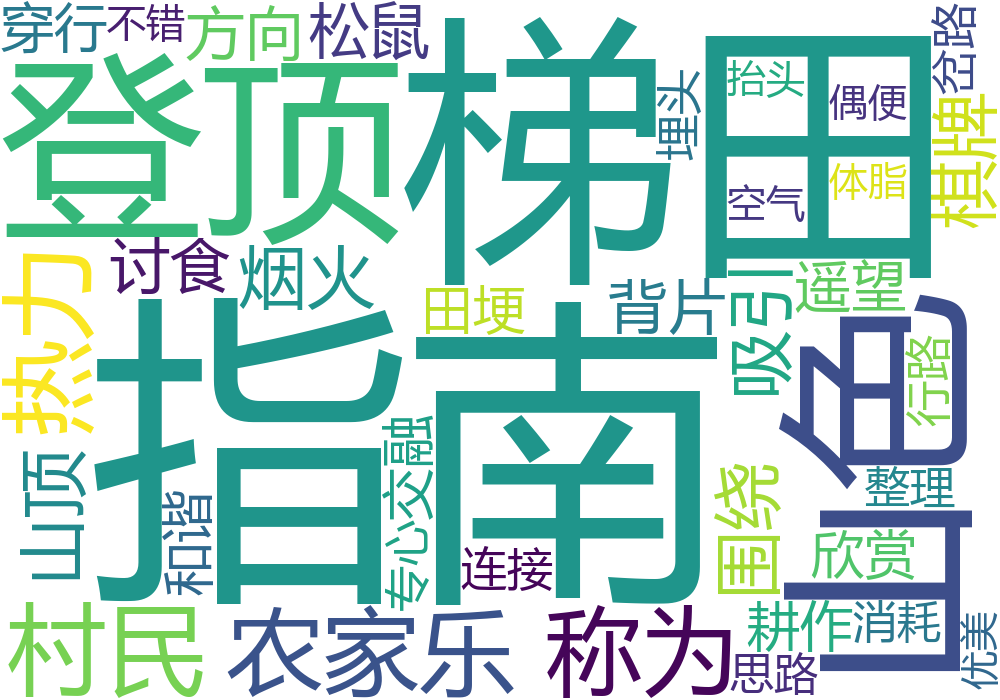 穿行
不错
方向
松鼠
登顶
梯田
埋头
抬头
偶便
空气
体脂
岔路
棋牌
讨食
烟火
田埂
背片
吸引
遥望
热力
指南
山色
行路
山顶
和谐
交融
专心
连接
围绕
整理
欣赏
村民
农家乐
称为
耕作
消耗
思路
优美